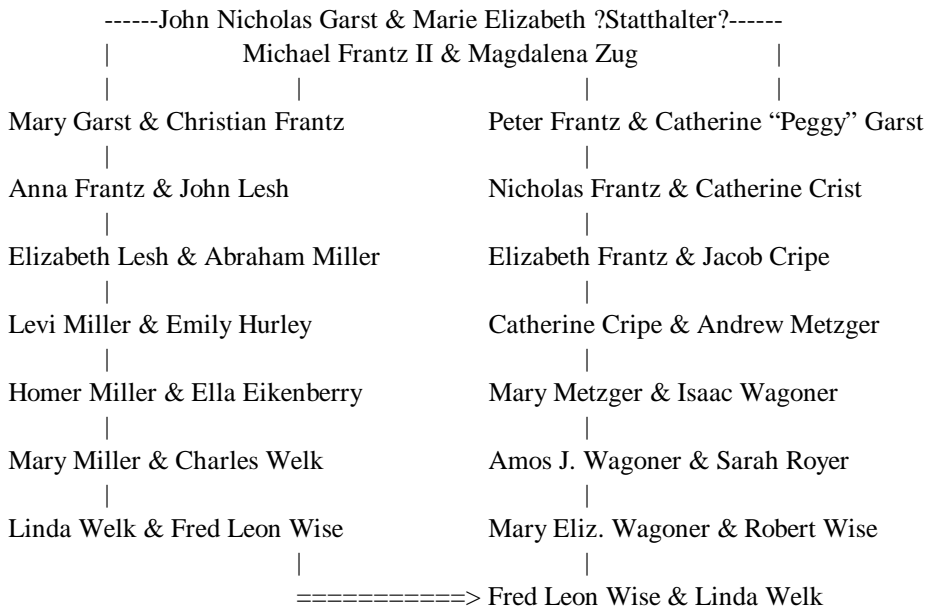 ------John Nicholas Garst & Marie Elizabeth ?Statthalter?------
| Michael Frantz II & Magdalena Zug |
| | | |
Mary Garst & Christian Frantz Peter Frantz & Catherine “Peggy” Garst
| |
Anna Frantz & John Lesh Nicholas Frantz & Catherine Crist
| |
Elizabeth Lesh & Abraham Miller Elizabeth Frantz & Jacob Cripe
| |
Levi Miller & Emily Hurley Catherine Cripe & Andrew Metzger
| |
Homer Miller & Ella Eikenberry Mary Metzger & Isaac Wagoner
| |
Mary Miller & Charles Welk Amos J. Wagoner & Sarah Royer
| |
Linda Welk & Fred Leon Wise Mary Eliz. Wagoner & Robert Wise
| |
===========> Fred Leon Wise & Linda Welk